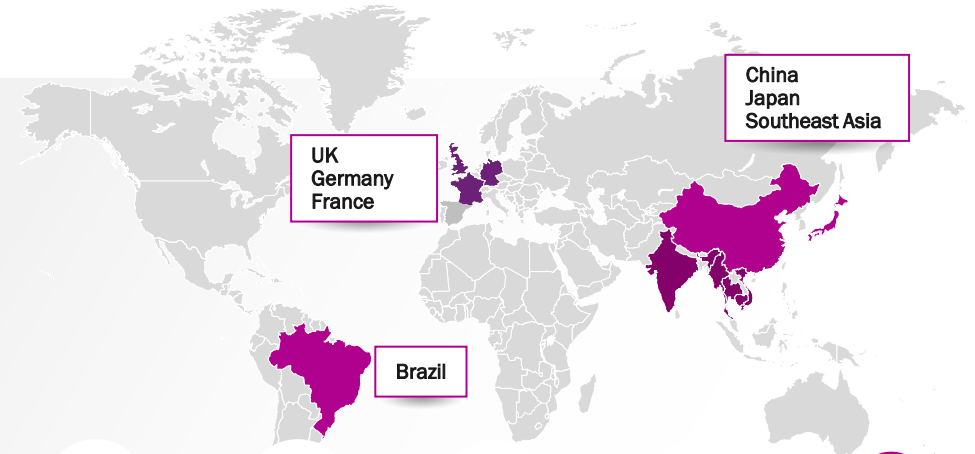 China
Japan
Southeast Asia
UK
Germany
France
Brazil